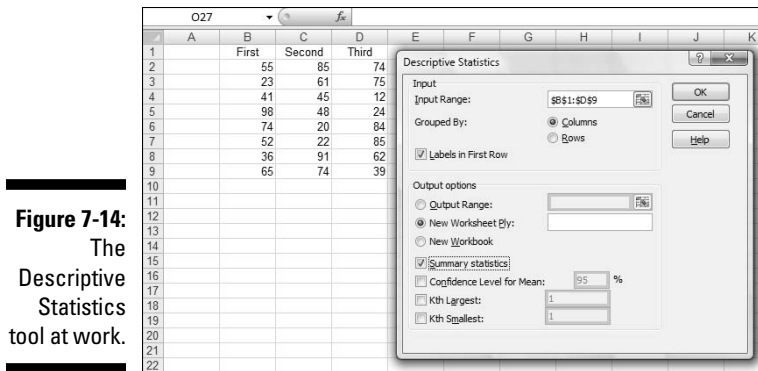 O27 fx
A B C D E F G H I J K
1 First Second Third
2 55 85 74
3 23 61 75
4 41 45 12
5 98 48 24
6 74 20 84
7 52 22 85
8 36 91 62
9 65 74 39
10
11
12
13
14
15
16
17
18
19
20
21
22
Descriptive Statistics
Input
Input Range: $B$1:$D$9
Grouped By: Columns
Rows
Labels in First Row
OK
Cancel
Help
Output options
Output Range:
New Worksheet Ply:
New Workbook
Summary statistics
Confidence Level for Mean: 95 %
Kth Largest: 1
Kth Smallest: 1
Figure 7-14:
The
Descriptive
Statistics
tool at work.